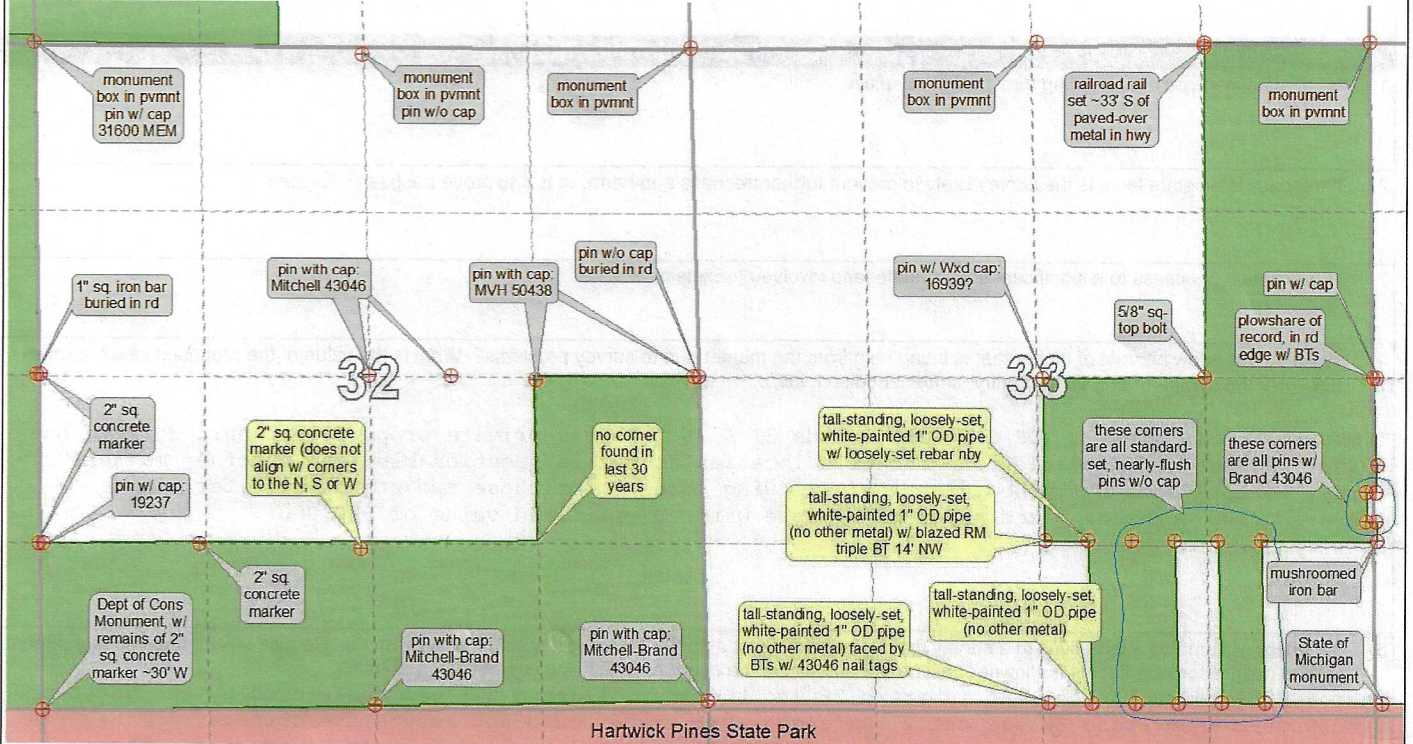 monument
box in pvmnt
pin w/ cap
31600 MEM
monument
box in pvmnt
pin w/o cap
monument
box in pvmnt
monument
box in pvmnt
railroad rail
set ~33' S of
paved-over
metal in hwy
monument
box in pvmnt
1" sq. iron bar
buried in rd
pin with cap:
Mitchell 43046
pin with cap:
MVH 50438
pin w/o cap
buried in rd
pin w/ Wxd cap:
16939?
5/8" sq-
top bolt
pin w/ cap
plowshare of
record, in rd
edge w/ BTs
32
33
2" sq.
concrete
marker
pin w/ cap:
19237
2" sq. concrete
marker (does not
align w/ corners
to the N, S or W
no corner
found in
last 30
years
tall-standing, loosely-set,
white-painted 1" OD pipe
w/ loosely-set rebar nby
these corners
are all standard-
set, nearly-flush
pins w/o cap
these corners
are all pins w/
Brand 43046
tall-standing, loosely-set,
white-painted 1" OD pipe
(no other metal) w/ blazed RM
triple BT 14' NW
2" sq.
concrete
marker
mushroomed
iron bar
Dept of Cons
Monument, w/
remains of 2"
sq. concrete
marker ~30' W
pin with cap:
Mitchell-Brand
43046
pin with cap:
Mitchell-Brand
43046
tall-standing, loosely-set,
white-painted 1" OD pipe
(no other metal) faced by
BTs w/ 43046 nail tags
tall-standing, loosely-set,
white-painted 1" OD pipe
(no other metal)
State of
Michigan
monument
Hartwick Pines State Park